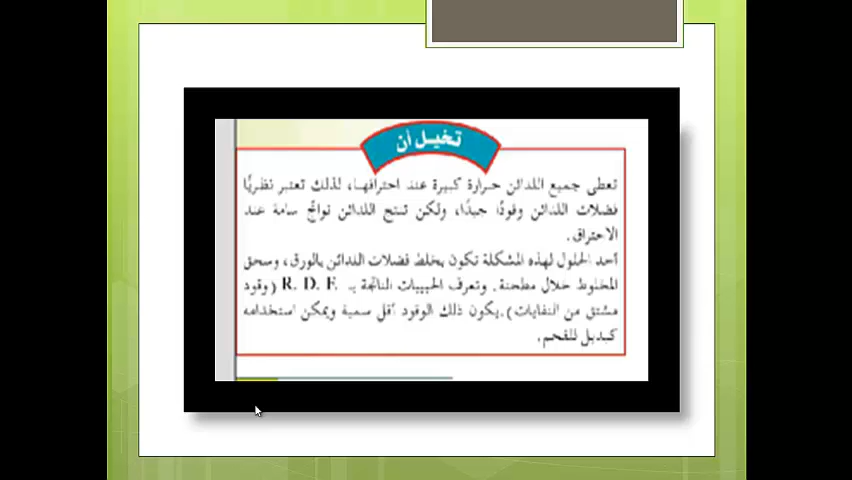 تخيل أن
تعطى جميع اللدائن حرارة كبيرة عند احتراقها، لذلك تعتبر نظريًا
فضلات اللدائن وقودًا جيدًا، ولكن تنتج اللدائن نواتج سامة عند
الاحتراق.
أحد الحلول لهذه المشكلة تكون بخلط فضلات اللدائن بالورق، وسحق
المخلوط خلال مطحنة. وتعرف الحبيبات الناتجة بـ R. D. F. (وقود
مشتق من النفايات). يكون ذلك الوقود أقل سمية ويمكن استخدامه
كبديل للفحم.